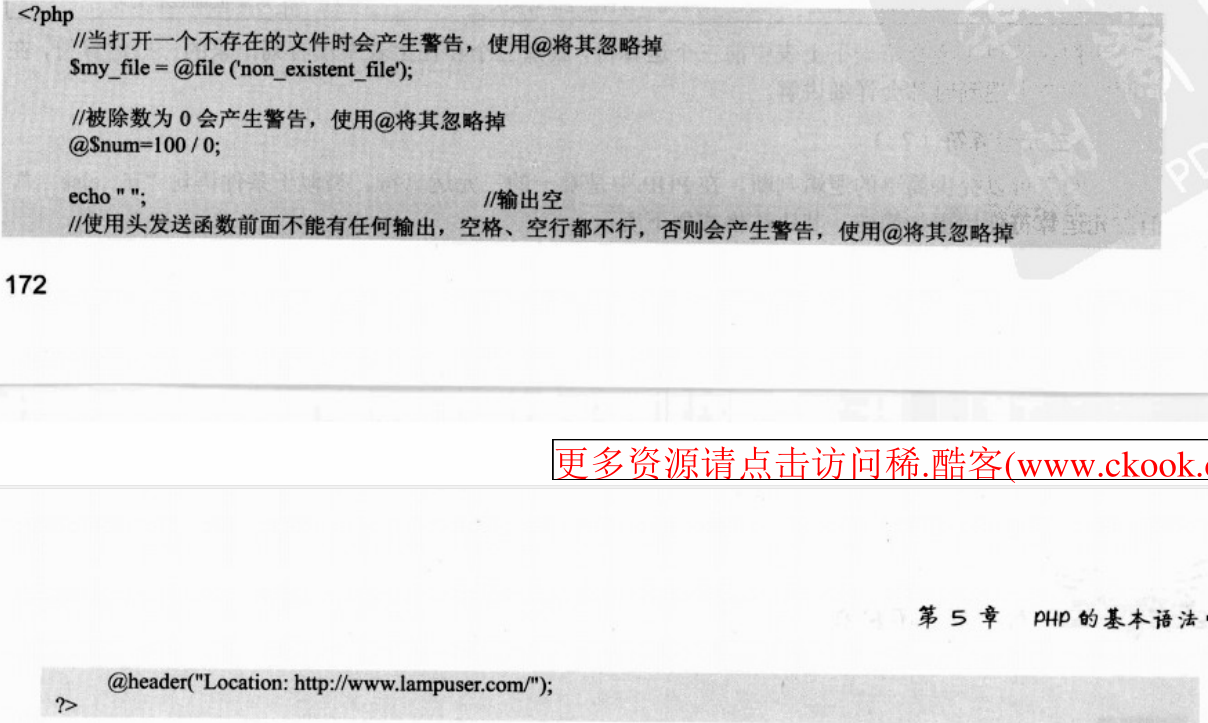 <?php
//当打开一个不存在的文件时会产生警告，使用@将其忽略掉
$my_file = @file ('non_existent_file');
//被除数为 0 会产生警告，使用@将其忽略掉
@$num=100 / 0;
echo " "; //输出空
//使用头发送函数前面不能有任何输出，空格、空行都不行，否则会产生警告，使用@将其忽略掉
172
更多资源请点击访问稀.酷客(www.ckook.
第 5 章 PHP 的基本语法
@header("Location: http://www.lampuser.com/");
?>